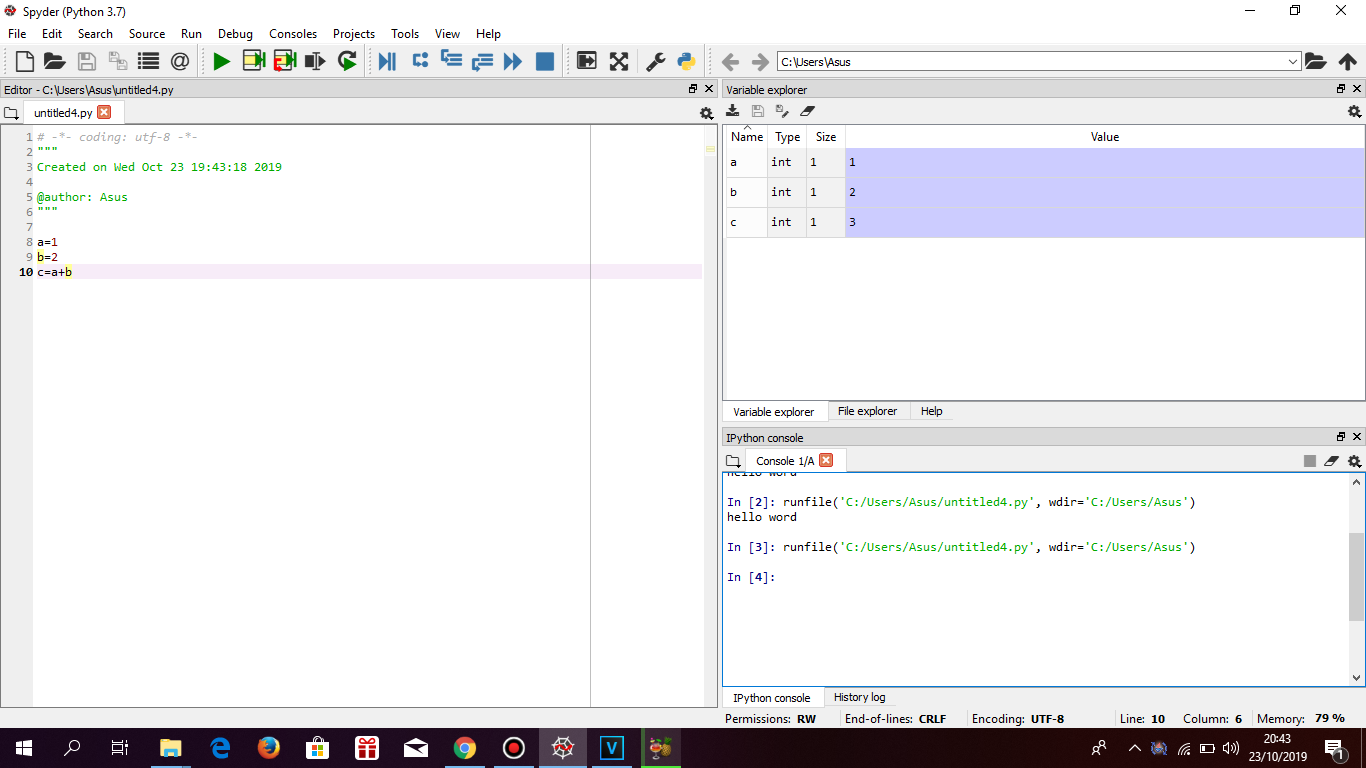 Spyder (Python 3.7)
File Edit Search Source Run Debug Consoles Projects Tools View Help
C:\Users\Asus
Editor - C:\Users\Asus\untitled4.py
untitled4.py
1 # -*- coding: utf-8 -*-
2 """
3 Created on Wed Oct 23 19:43:18 2019
4
5 @author: Asus
6 """
7
8 a=1
9 b=2
10 c=a+b
Variable explorer
Name Type Size Value
a int 1 1
b int 1 2
c int 1 3
Variable explorer File explorer Help
IPython console
Console 1/A
hello word
In [2]: runfile('C:/Users/Asus/untitled4.py', wdir='C:/Users/Asus')
hello word
In [3]: runfile('C:/Users/Asus/untitled4.py', wdir='C:/Users/Asus')
In [4]:
IPython console History log
Permissions: RW End-of-lines: CRLF Encoding: UTF-8 Line: 10 Column: 6 Memory: 79 %
20:43
23/10/2019
1